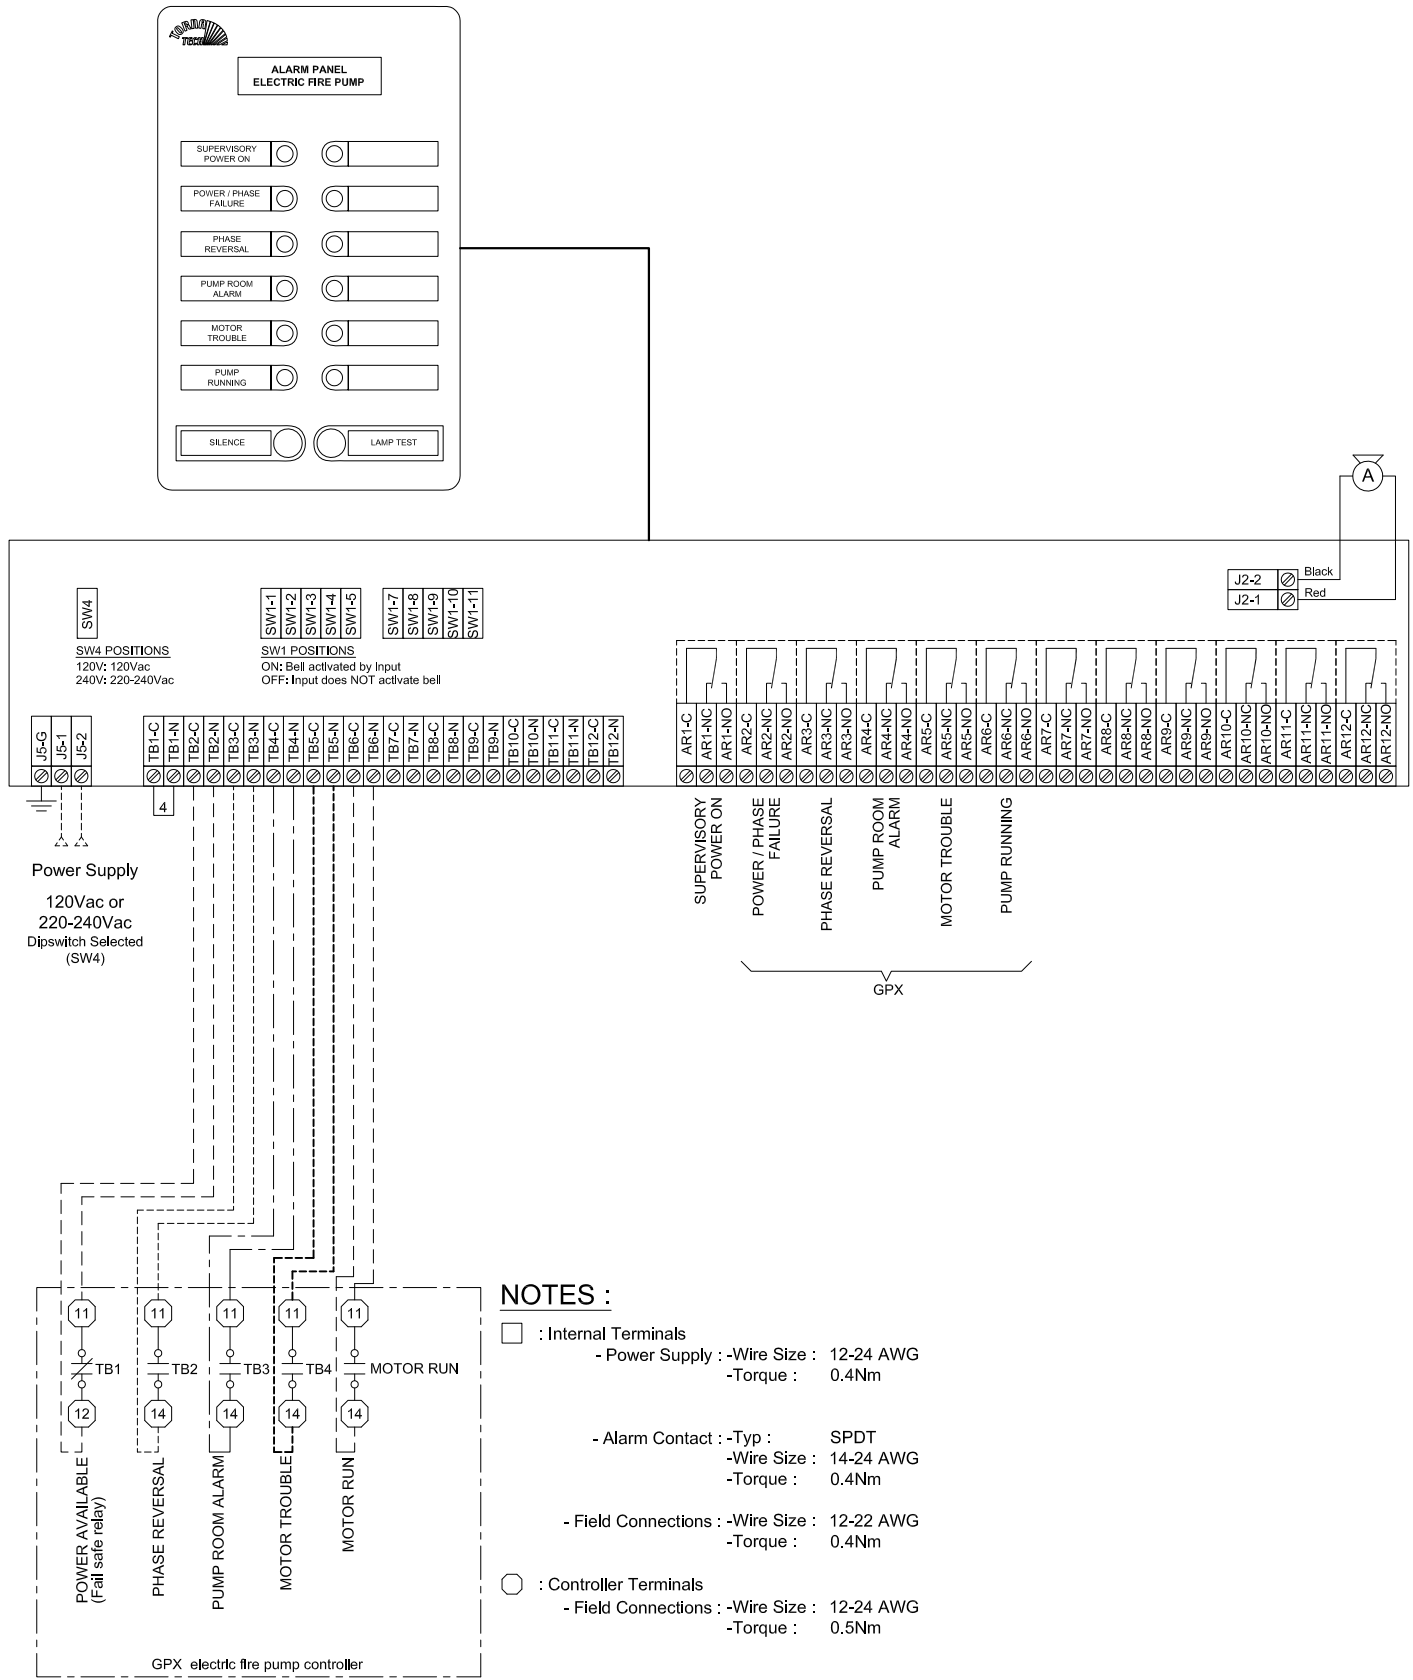 TORNA
TECH
ALARM PANEL
ELECTRIC FIRE PUMP
SUPERVISORY
POWER ON
POWER / PHASE
FAILURE
PHASE
REVERSAL
PUMP ROOM
ALARM
MOTOR
TROUBLE
PUMP
RUNNING
SILENCE
LAMP TEST
A
J2-2
Black
J2-1
Red
SW4
SW4 POSITIONS
120V: 120Vac
240V: 220-240Vac
SW1-1
SW1-2
SW1-3
SW1-4
SW1-5
SW1-7
SW1-8
SW1-9
SW1-10
SW1-11
SW1 POSITIONS
ON: Bell activated by Input
OFF: Input does NOT activate bell
J5-G
J5-1
J5-2
TB1-C
TB1-N
TB2-C
TB2-N
TB3-C
TB3-N
TB4-C
TB4-N
TB5-C
TB5-N
TB6-C
TB6-N
TB7-C
TB7-N
TB8-C
TB8-N
TB9-C
TB9-N
TB10-C
TB10-N
TB11-C
TB11-N
TB12-C
TB12-N
AR1-C
AR1-NC
AR1-NO
AR2-C
AR2-NC
AR2-NO
AR3-C
AR3-NC
AR3-NO
AR4-C
AR4-NC
AR4-NO
AR5-C
AR5-NC
AR5-NO
AR6-C
AR6-NC
AR6-NO
AR7-C
AR7-NC
AR7-NO
AR8-C
AR8-NC
AR8-NO
AR9-C
AR9-NC
AR9-NO
AR10-C
AR10-NC
AR10-NO
AR11-C
AR11-NC
AR11-NO
AR12-C
AR12-NC
AR12-NO
4
Power Supply
120Vac or
220-240Vac
Dipswitch Selected
(SW4)
SUPERVISORY
POWER ON
POWER / PHASE
FAILURE
PHASE REVERSAL
PUMP ROOM
ALARM
MOTOR TROUBLE
PUMP RUNNING
GPX
11
11
11
11
11
TB1
TB2
TB3
TB4
MOTOR RUN
12
14
14
14
14
POWER AVAILABLE
(Fail safe relay)
PHASE REVERSAL
PUMP ROOM ALARM
MOTOR TROUBLE
MOTOR RUN
GPX electric fire pump controller
NOTES :
: Internal Terminals
- Power Supply : -Wire Size : 12-24 AWG
-Torque : 0.4Nm
- Alarm Contact : -Typ : SPDT
-Wire Size : 14-24 AWG
-Torque : 0.4Nm
- Field Connections : -Wire Size : 12-22 AWG
-Torque : 0.4Nm
: Controller Terminals
- Field Connections : -Wire Size : 12-24 AWG
-Torque : 0.5Nm